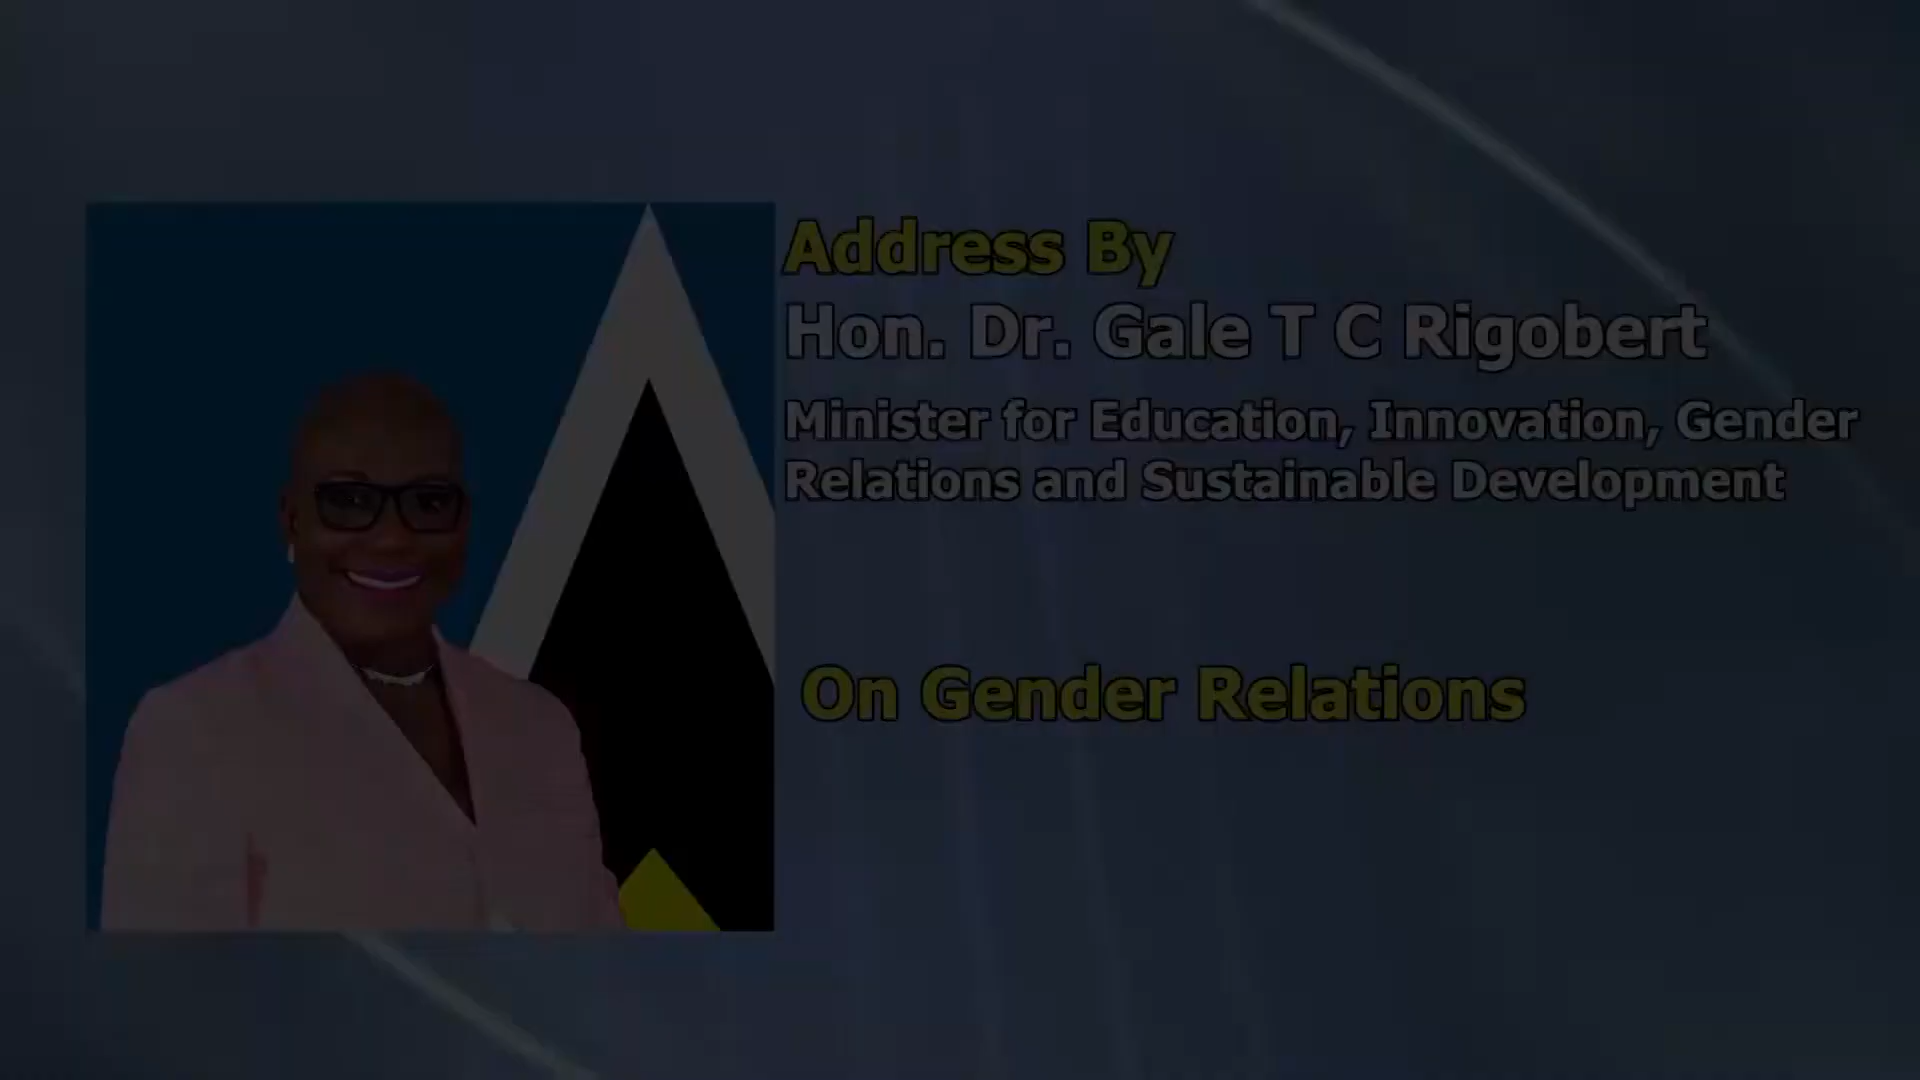 Address By
Hon. Dr. Gale T C Rigobert
Minister for Education, Innovation, Gender
Relations and Sustainable Development
On Gender Relations